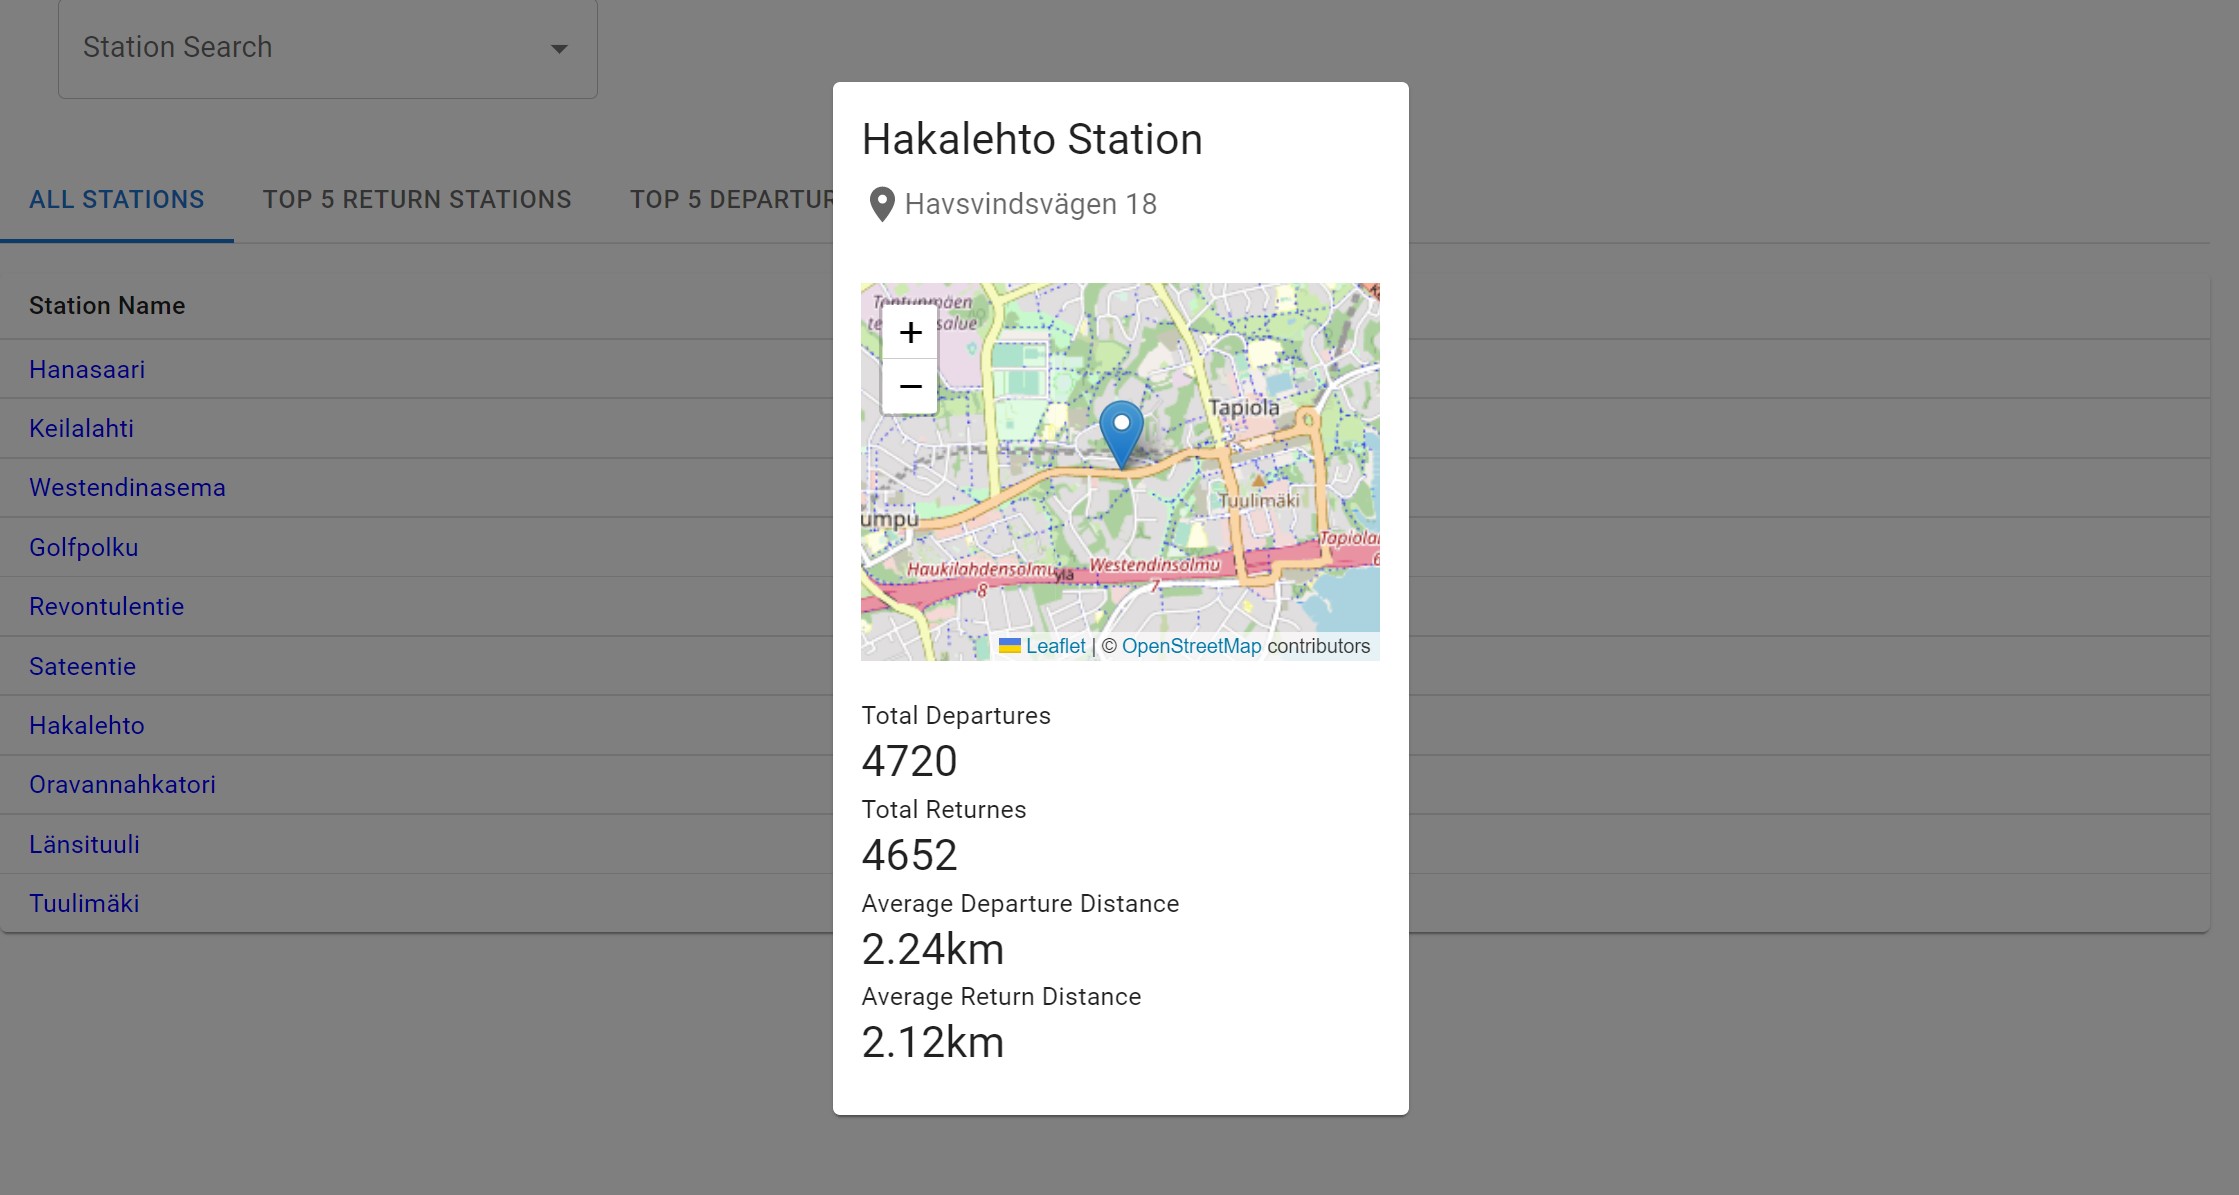 Station Search
ALL STATIONS
TOP 5 RETURN STATIONS
TOP 5 DEPARTUR
Station Name
Hanasaari
Keilalahti
Westendinasema
Golfpolku
Revontulentie
Sateentie
Hakalehto
Oravannahkatori
Länsituuli
Tuulimäki
Hakalehto Station
Havsvindsvägen 18
Tontunmäen
te salue
+
−
Tapiola
Tuulimäki
umpu
Tapiola
6
Haukilahdensolmu
8
yla
Westendinsolmu
7
Leaflet | © OpenStreetMap contributors
Total Departures
4720
Total Returnes
4652
Average Departure Distance
2.24km
Average Return Distance
2.12km